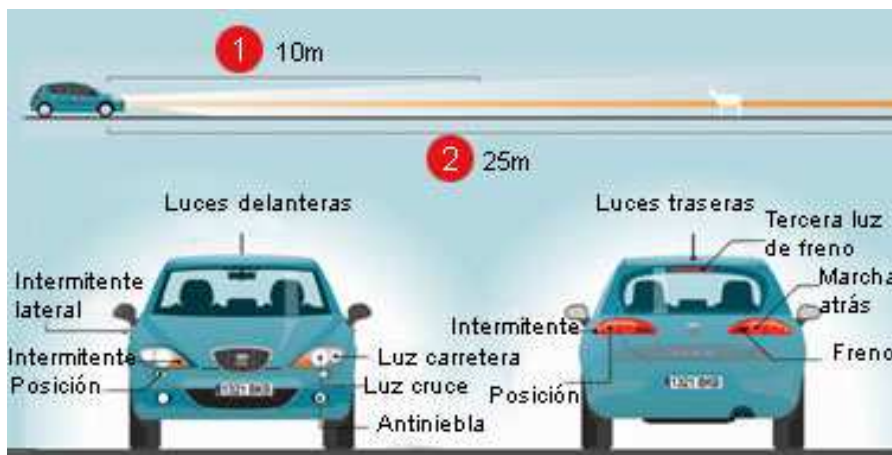 1 10m
2 25m
Luces delanteras
Intermitente
lateral
Intermitente
Posición
Luz carretera
Luz cruce
Antiniebla
Luces traseras
Tercera luz
de freno
Marcha
atrás
Intermitente
Freno
Posición